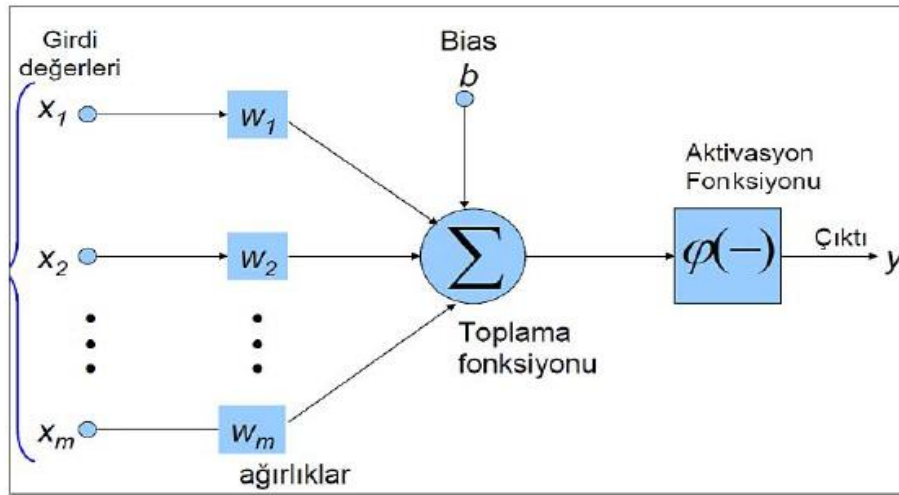 Girdi
değerleri
Bias
b
x1
w1
Aktivasyon
Fonksiyonu
x2
w2
∑
φ(−)
Çıktı
y
Toplama
fonksiyonu
xm
wm
ağırlıklar